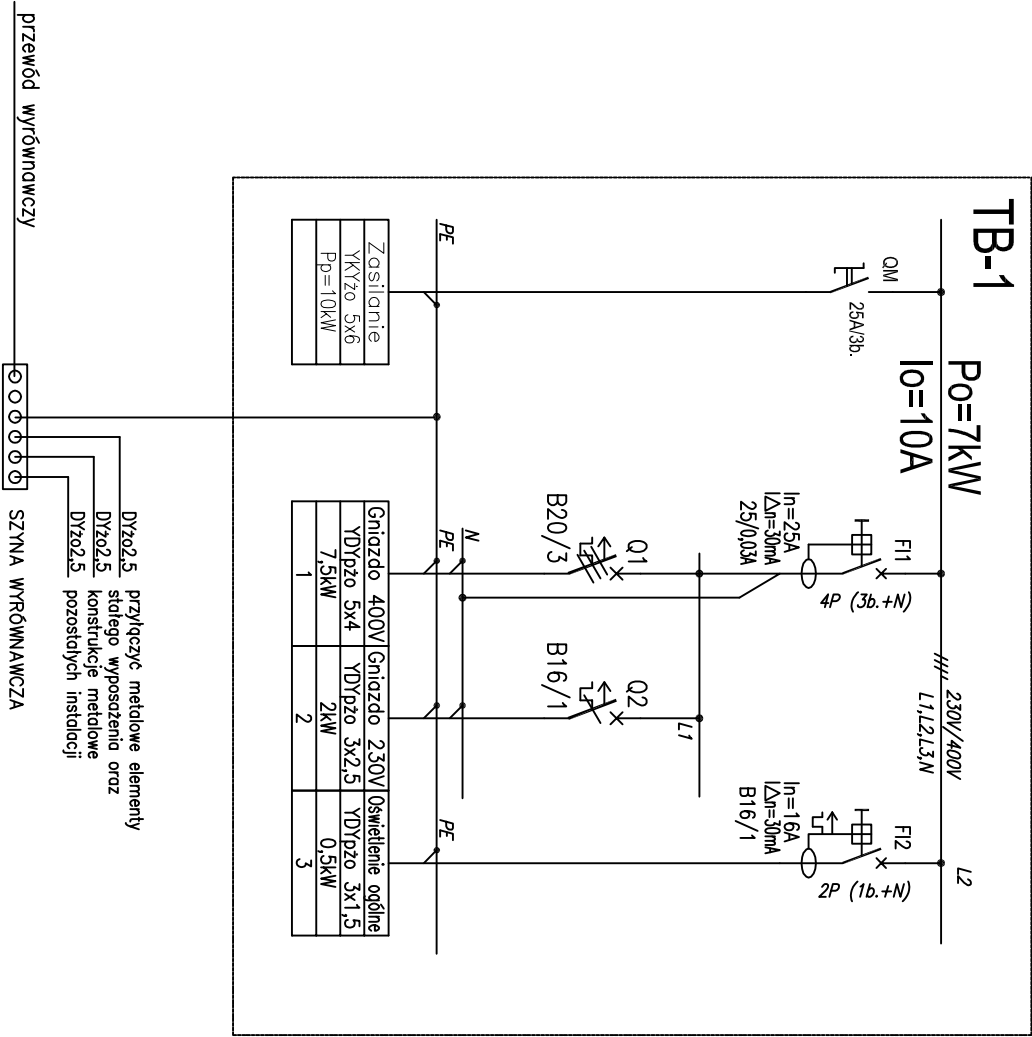 TB-1
Po=7kW
Io=10A
QM
25A/3b.
FI1
4P (3b.+N)
In=25A
I△n=30mA
25/0,03A
230V/400V
L1,L2,L3,N
L2
FI2
2P (1b.+N)
In=16A
I△n=30mA
B16/1
L1
Q1
B20/3
Q2
B16/1
N
PE
PE
PE
Zasilanie
YKYżo 5x6
Pp=10kW
Gniazdo 400V
YDYpżo 5x4
7,5kW
1
Gniazdo 230V
YDYpżo 3x2,5
2kW
2
Oświetlenie ogólne
YDYpżo 3x1,5
0,5kW
3
przewód wyrównawczy
SZYNA WYRÓWNAWCZA
DYżo2,5
DYżo2,5
DYżo2,5
przyłączyć metalowe elementy
stałego wyposażenia oraz
konstrukcje metalowe
pozostałych instalacji